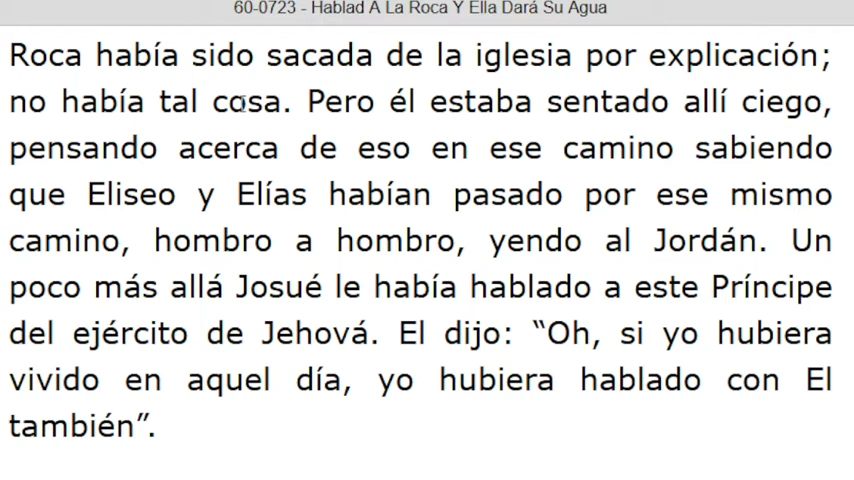 60-0723 - Hablad A La Roca Y Ella Dará Su Agua
Roca había sido sacada de la iglesia por explicación;
no había tal cosa. Pero él estaba sentado allí ciego,
pensando acerca de eso en ese camino sabiendo
que Eliseo y Elías habían pasado por ese mismo
camino, hombro a hombro, yendo al Jordán. Un
poco más allá Josué le había hablado a este Príncipe
del ejército de Jehová. El dijo: “Oh, si yo hubiera
vivido en aquel día, yo hubiera hablado con El
también”.